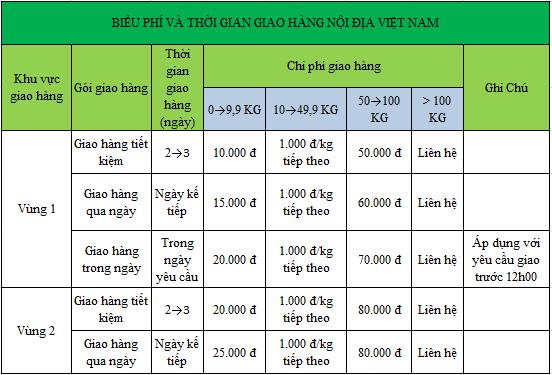 BIỂU PHÍ VÀ THỜI GIAN GIAO HÀNG NỘI ĐỊA VIỆT NAM
Khu vực
giao hàng
Gói giao hàng
Thời
gian
giao
hàng
(ngày)
Chi phí giao hàng
Ghi Chú
0→9,9 KG
10→49,9 KG
50→100
KG
> 100
KG
Vùng 1
Giao hàng tiết
kiệm
2→3
10.000 đ
1.000 đ/kg
tiếp theo
50.000 đ
Liên hệ
Giao hàng
qua ngày
Ngày kế
tiếp
15.000 đ
1.000 đ/kg
tiếp theo
60.000 đ
Liên hệ
Giao hàng
trong ngày
Trong
ngày
yêu cầu
20.000 đ
1.000 đ/kg
tiếp theo
70.000 đ
Liên hệ
Áp dụng với
yêu cầu giao
trước 12h00
Vùng 2
Giao hàng tiết
kiệm
2→3
20.000 đ
1.000 đ/kg
tiếp theo
80.000 đ
Liên hệ
Giao hàng
qua ngày
Ngày kế
tiếp
25.000 đ
1.000 đ/kg
tiếp theo
80.000 đ
Liên hệ